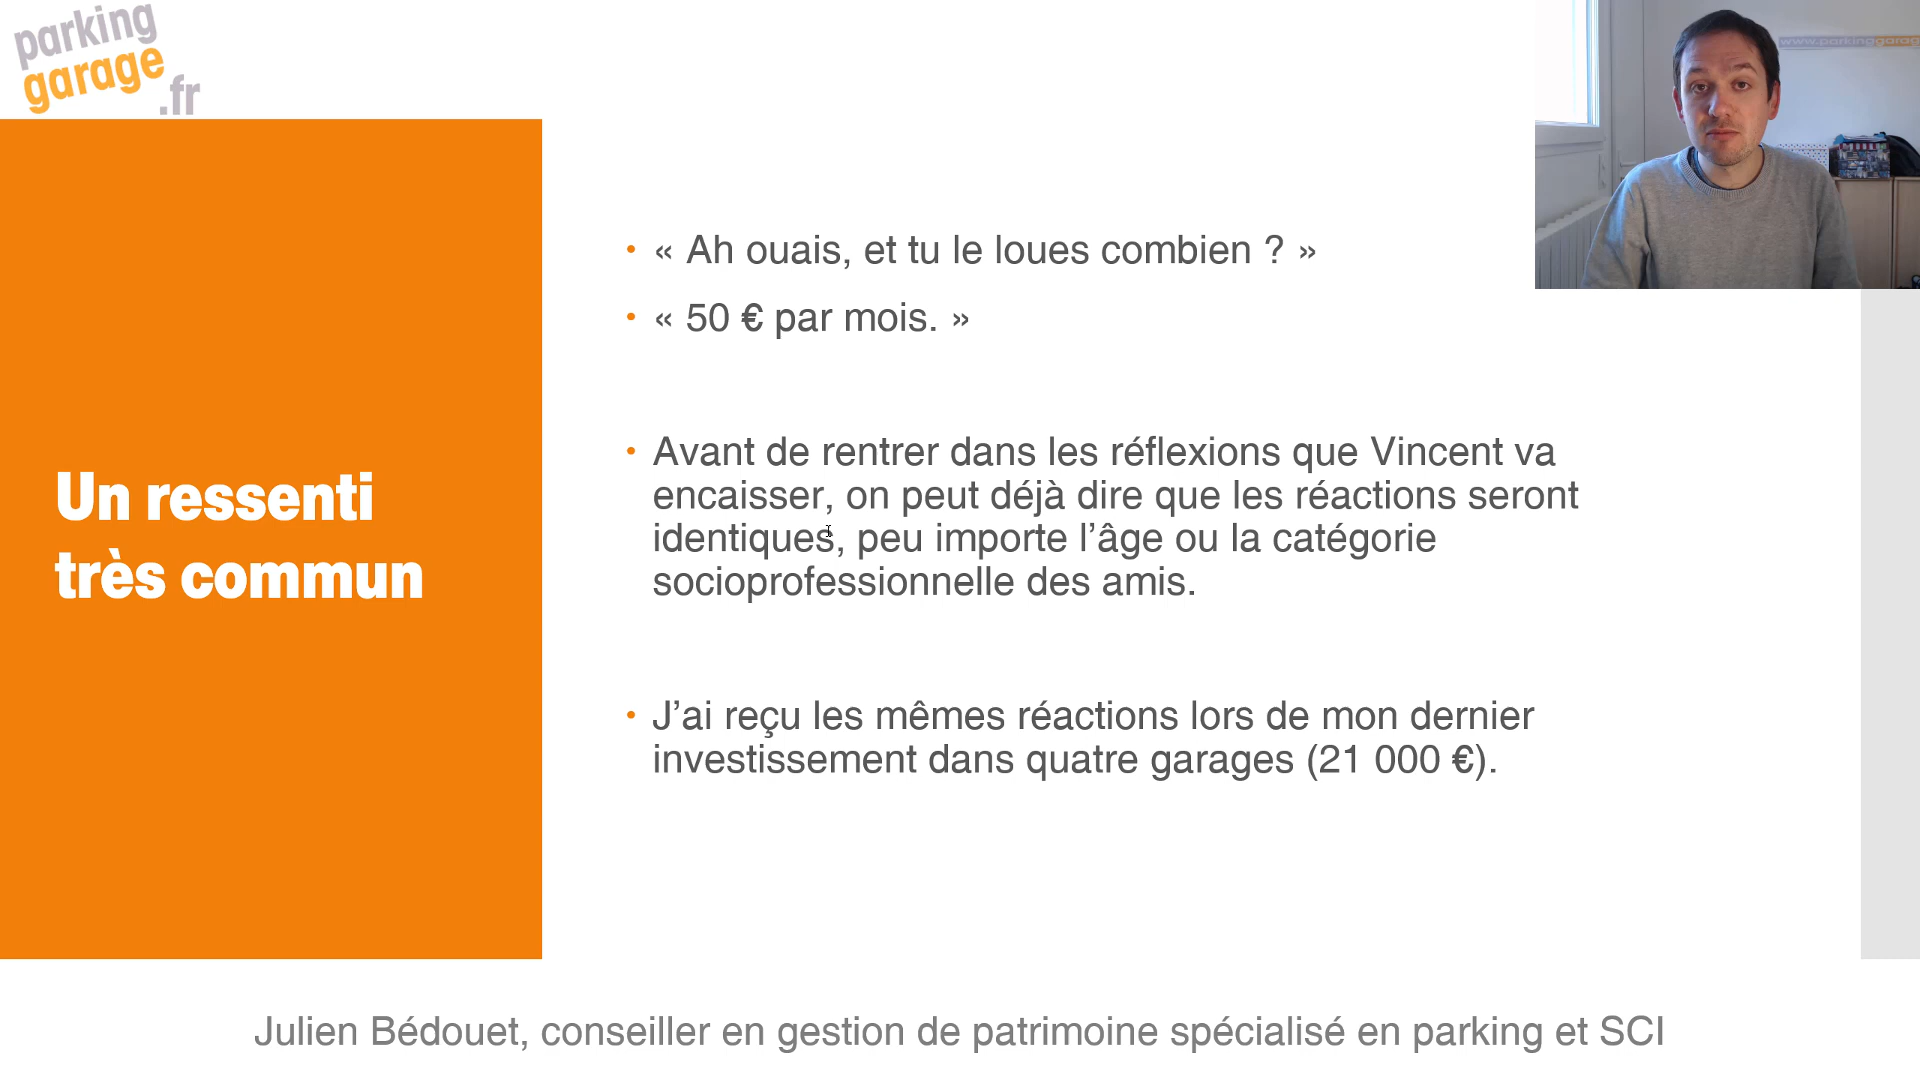 parking
garage
.fr
www.parkinggarag
« Ah ouais, et tu le loues combien ? »
« 50 € par mois. »
Un ressenti
très commun
Avant de rentrer dans les réflexions que Vincent va
encaisser, on peut déjà dire que les réactions seront
identiques, peu importe l’âge ou la catégorie
socioprofessionnelle des amis.
J’ai reçu les mêmes réactions lors de mon dernier
investissement dans quatre garages (21 000 €).
Julien Bédouet, conseiller en gestion de patrimoine spécialisé en parking et SCI